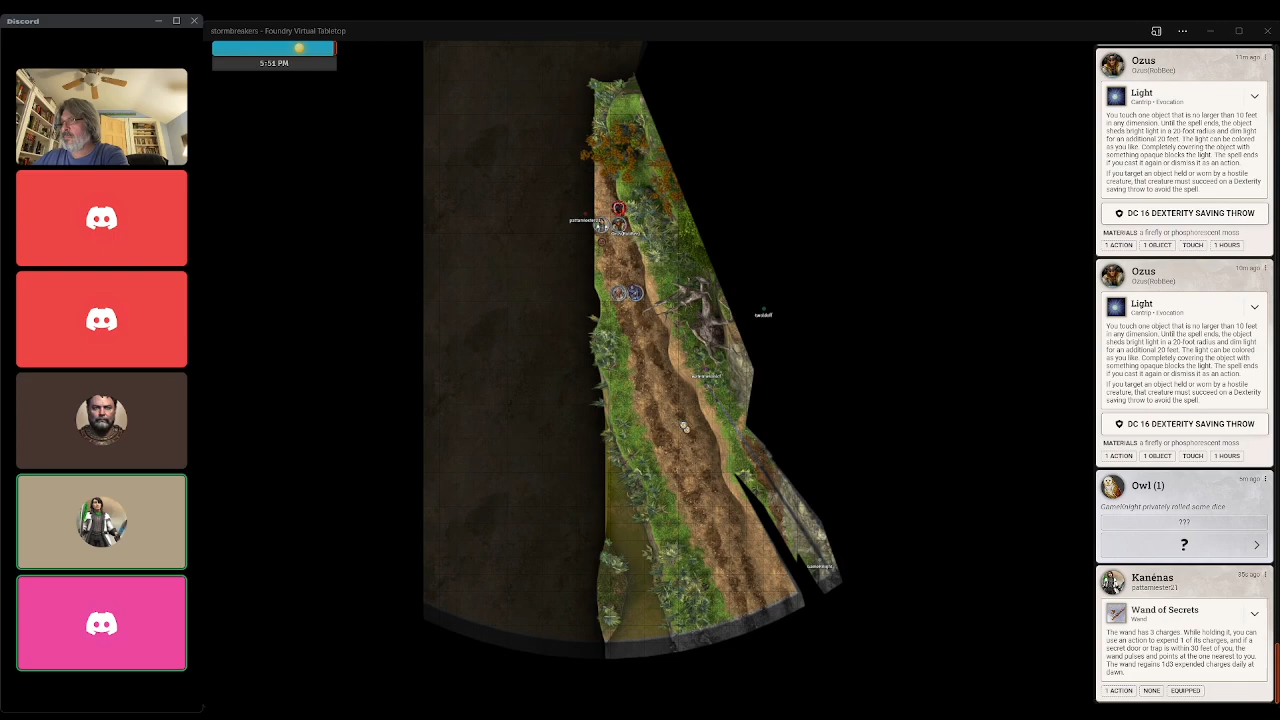 Discord
stormbreakers - Foundry Virtual Tabletop
5:51 PM
pattamiester21
GameKnight
Ozus
11m ago
Ozus(RobBee)
Light
Cantrip • Evocation
You touch one object that is no larger than 10 feet
in any dimension. Until the spell ends, the object
sheds bright light in a 20-foot radius and dim light
for an additional 20 feet. The light can be colored
as you like. Completely covering the object with
something opaque blocks the light. The spell ends
if you cast it again or dismiss it as an action.
If you target an object held or worn by a hostile
creature, that creature must succeed on a Dexterity
saving throw to avoid the spell.
DC 16 DEXTERITY SAVING THROW
MATERIALS a firefly or phosphorescent moss
1 ACTION 1 OBJECT TOUCH 1 HOURS
Ozus
10m ago
Ozus(RobBee)
Light
Cantrip • Evocation
You touch one object that is no larger than 10 feet
in any dimension. Until the spell ends, the object
sheds bright light in a 20-foot radius and dim light
for an additional 20 feet. The light can be colored
as you like. Completely covering the object with
something opaque blocks the light. The spell ends
if you cast it again or dismiss it as an action.
If you target an object held or worn by a hostile
creature, that creature must succeed on a Dexterity
saving throw to avoid the spell.
DC 16 DEXTERITY SAVING THROW
MATERIALS a firefly or phosphorescent moss
1 ACTION 1 OBJECT TOUCH 1 HOURS
Owl (1)
5m ago
GameKnight privately rolled some dice
???
?
Kanénas
35s ago
pattamiester21
Wand of Secrets
Wand
The wand has 3 charges. While holding it, you can
use an action to expend 1 of its charges, and if a
secret door or trap is within 30 feet of you, the
wand pulses and points at the one nearest to you.
The wand regains 1d3 expended charges daily at
dawn.
1 ACTION NONE EQUIPPED